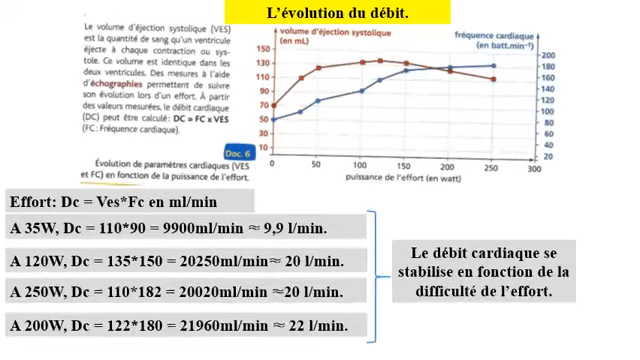 L'évolution du débit.
Le volume d'éjection systolique (VES)
est la quantité de sang qu'un ventricule
éjecte à chaque contraction ou sys-
tole. Ce volume est identique dans les
deux ventricules. Des mesures à l'aide
d'échographies permettent de suivre
son évolution lors d'un effort. À partir
des valeurs mesurées, le débit cardiaque
(DC) peut être calculé: DC = FC x VES
(FC: Fréquence cardiaque).
Doc. 6
Évolution de paramètres cardiaques (VES
et FC) en fonction de la puissance de l'effort.
volume d'éjection systolique
(en mL)
fréquence cardiaque
(en batt.min⁻¹)
150
130
110
90
70
50
30
10
200
180
160
140
120
100
80
60
40
20
0 50 100 150 200 250 300
puissance de l'effort (en watt)
Effort: Dc = Ves*Fc en ml/min
A 35W, Dc = 110*90 = 9900ml/min ≈ 9,9 l/min.
A 120W, Dc = 135*150 = 20250ml/min≈ 20 l/min.
A 250W, Dc = 110*182 = 20020ml/min ≈20 l/min.
A 200W, Dc = 122*180 = 21960ml/min ≈ 22 l/min.
Le débit cardiaque se
stabilise en fonction de la
difficulté de l'effort.